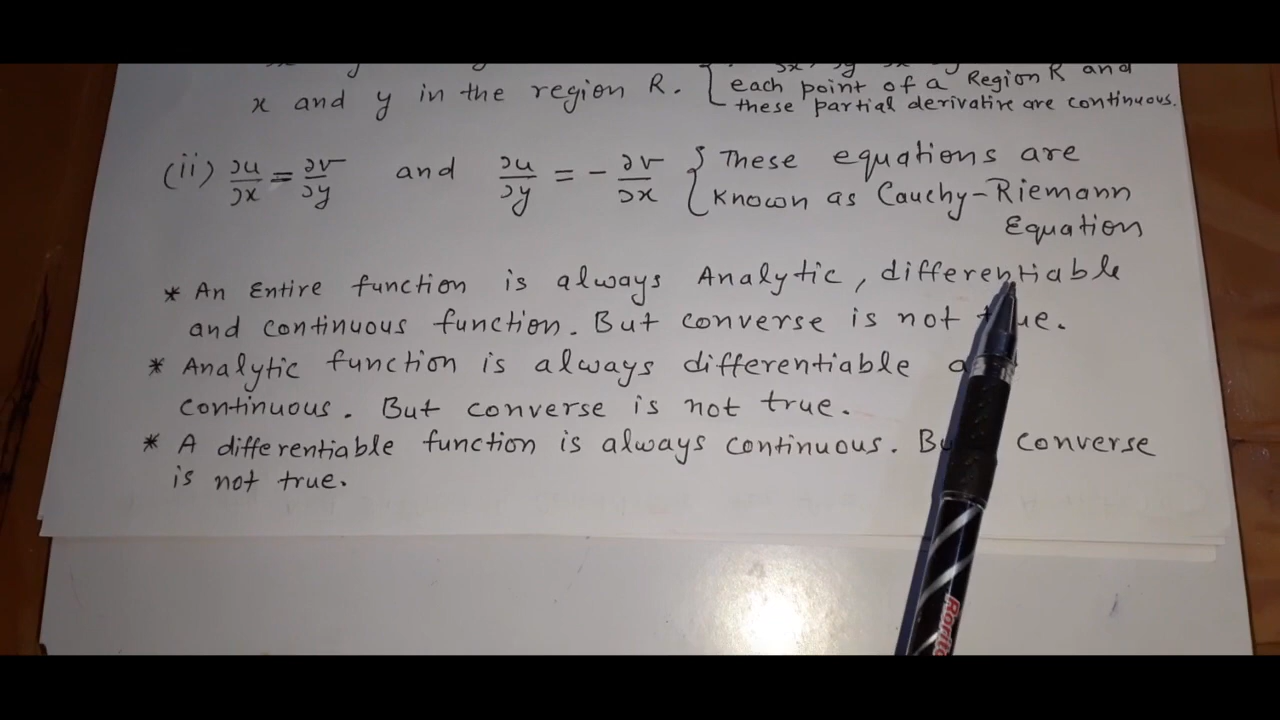 x and y in the region R. { each point of a Region R and
these partial derivative are continuous.
(ii) ∂u/∂x = ∂v/∂y and ∂u/∂y = - ∂v/∂x { These equations are
known as Cauchy-Riemann
Equation
* An Entire function is always Analytic, differentiable
and continuous function. But converse is not
* Analytic function is always differentiable
continuous. But converse is not true.
* A differentiable function is always continuous. converse
is not true.